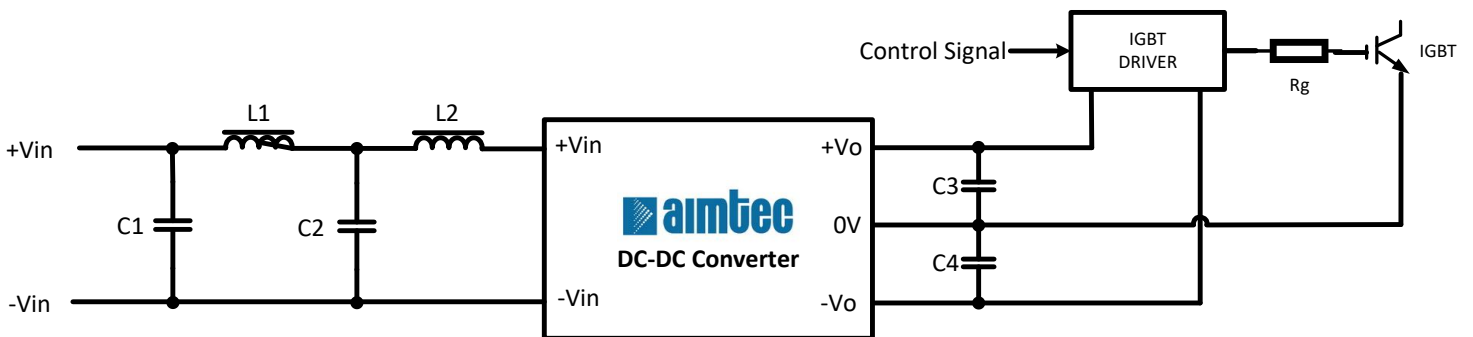 Control Signal
IGBT
DRIVER
Rg
IGBT
L1
L2
+Vin
C1
C2
-Vin
+Vin
aimtec
DC-DC Converter
-Vin
+Vo
0V
-Vo
C3
C4